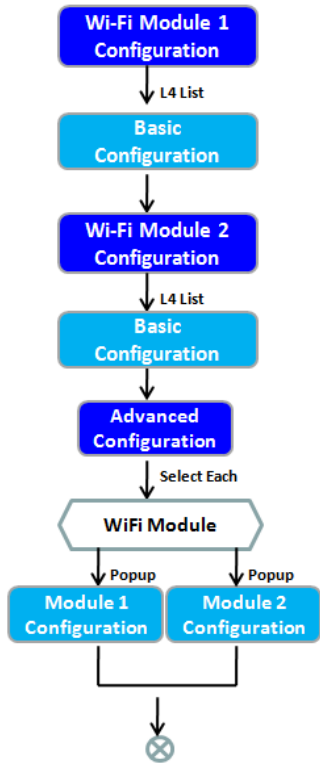 Wi-Fi Module 1
Configuration
L4 List
Basic
Configuration
Wi-Fi Module 2
Configuration
L4 List
Basic
Configuration
Advanced
Configuration
Select Each
WiFi Module
Popup
Popup
Module 1
Configuration
Module 2
Configuration